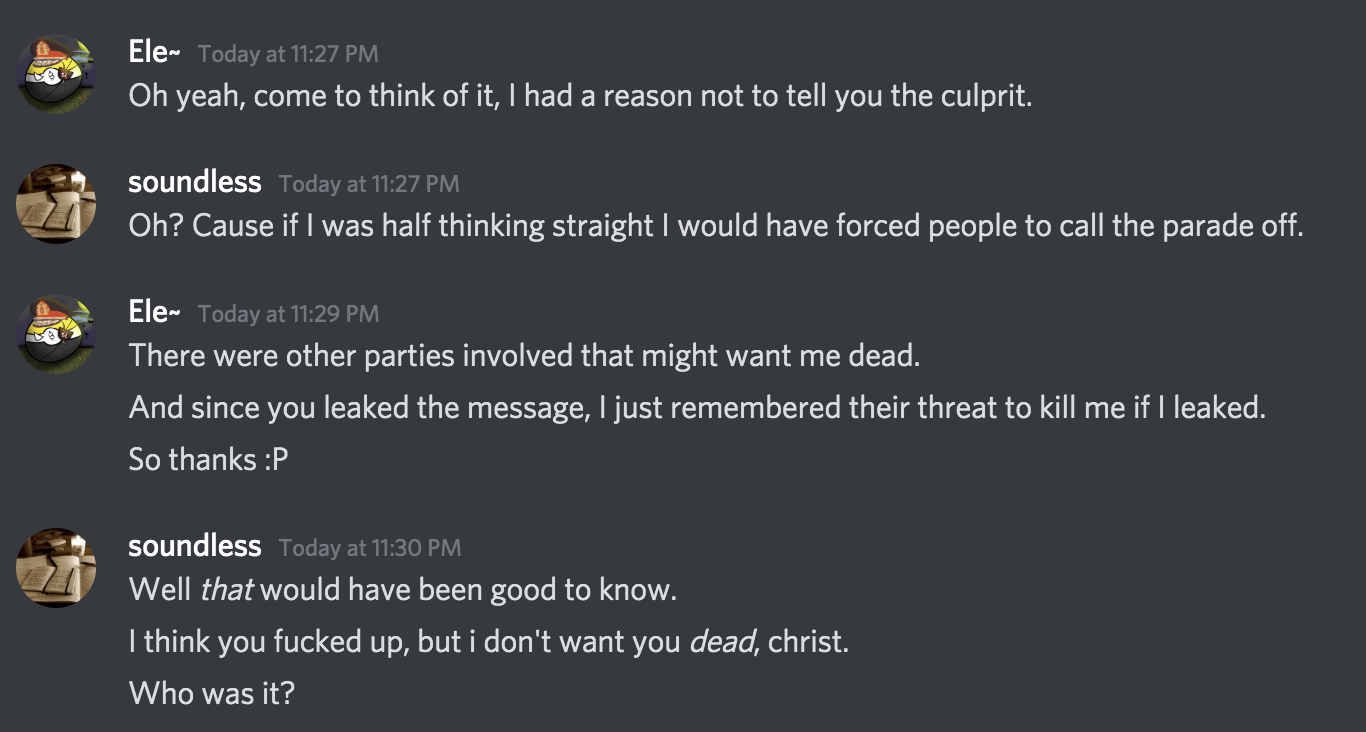 Ele~ Today at 11:27 PM
Oh yeah, come to think of it, I had a reason not to tell you the culprit.
soundless Today at 11:27 PM
Oh? Cause if I was half thinking straight I would have forced people to call the parade off.
Ele~ Today at 11:29 PM
There were other parties involved that might want me dead.
And since you leaked the message, I just remembered their threat to kill me if I leaked.
So thanks :P
soundless Today at 11:30 PM
Well that would have been good to know.
I think you fucked up, but i don't want you dead, christ.
Who was it?